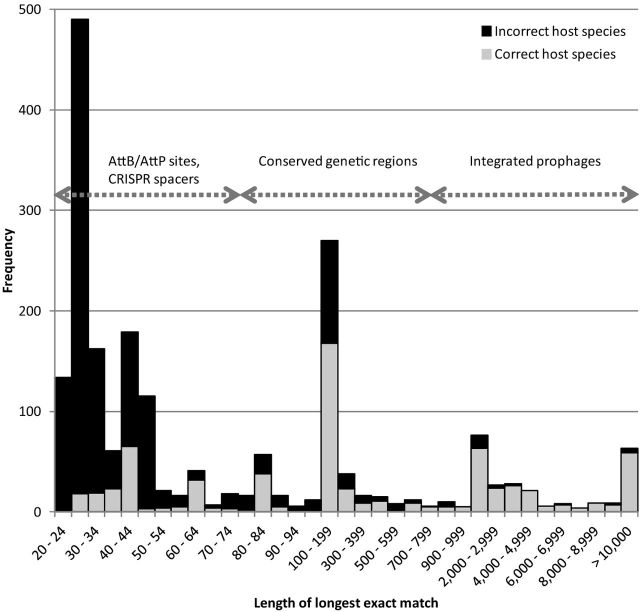 500
400
300
200
100
0
Frequency
Incorrect host species
Correct host species
AttB/AttP sites,
CRISPR spacers
Conserved genetic regions
Integrated prophages
20 - 24
30 - 34
40 - 44
50 - 54
60 - 64
70 - 74
80 - 84
90 - 94
100 - 199
300 - 399
500 - 599
700 - 799
900 - 999
2,000 - 2,999
4,000 - 4,999
6,000 - 6,999
8,000 - 8,999
> 10,000
Length of longest exact match